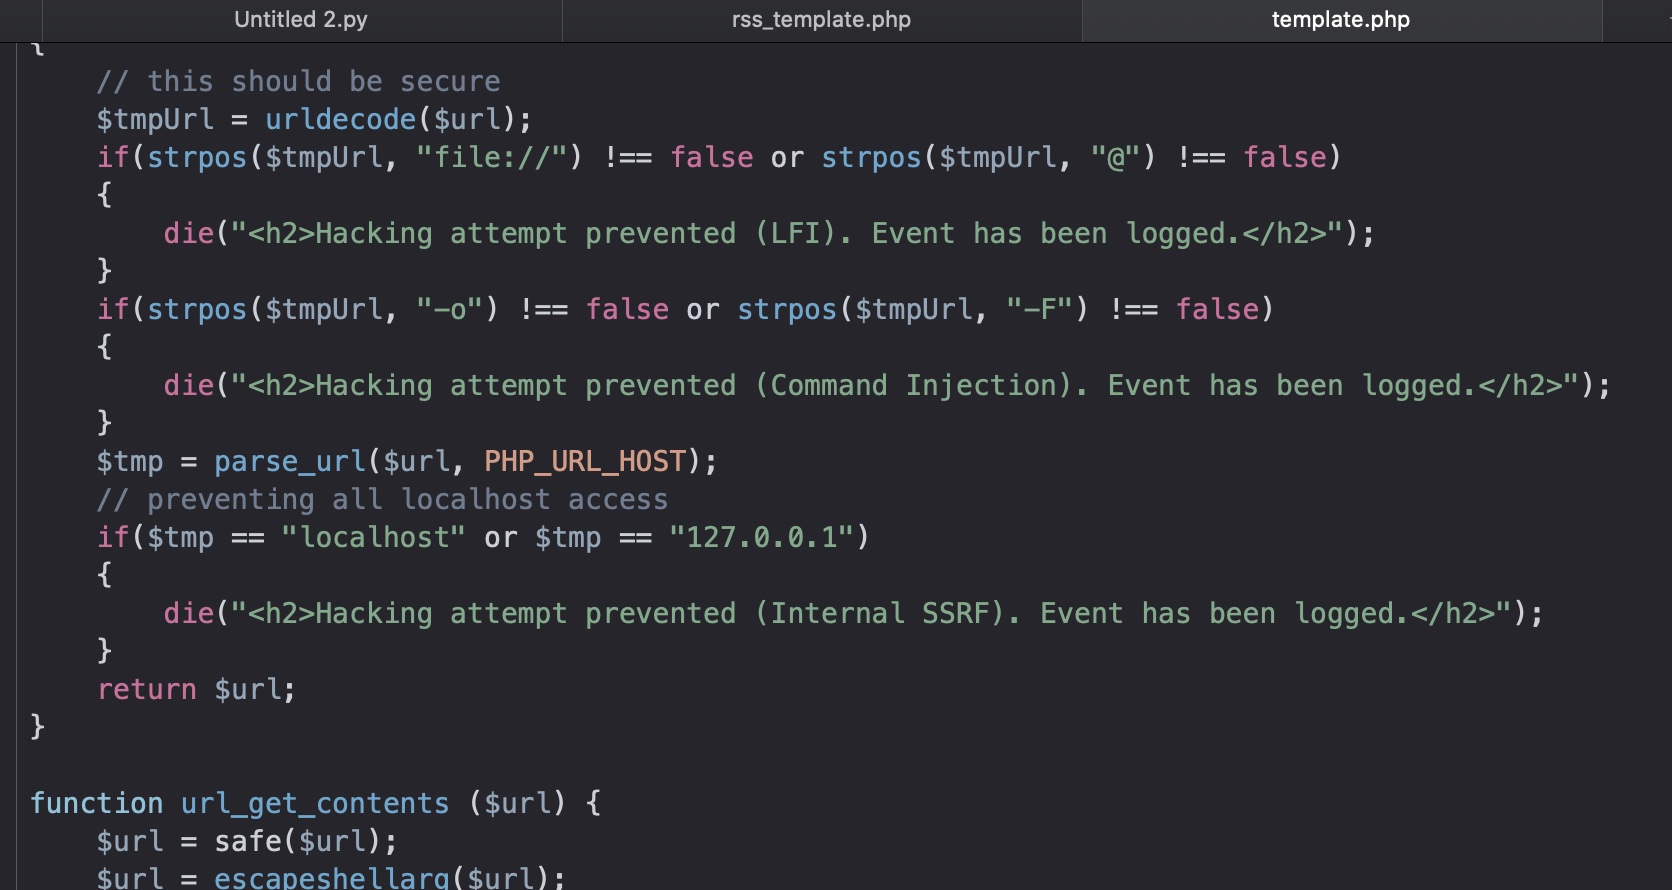 Untitled 2.py rss_template.php template.php
{
// this should be secure
$tmpUrl = urldecode($url);
if(strpos($tmpUrl, "file://") !== false or strpos($tmpUrl, "@") !== false)
{
die("<h2>Hacking attempt prevented (LFI). Event has been logged.</h2>");
}
if(strpos($tmpUrl, "-o") !== false or strpos($tmpUrl, "-F") !== false)
{
die("<h2>Hacking attempt prevented (Command Injection). Event has been logged.</h2>");
}
$tmp = parse_url($url, PHP_URL_HOST);
// preventing all localhost access
if($tmp == "localhost" or $tmp == "127.0.0.1")
{
die("<h2>Hacking attempt prevented (Internal SSRF). Event has been logged.</h2>");
}
return $url;
}
function url_get_contents ($url) {
$url = safe($url);
$url = escapeshellarg($url);